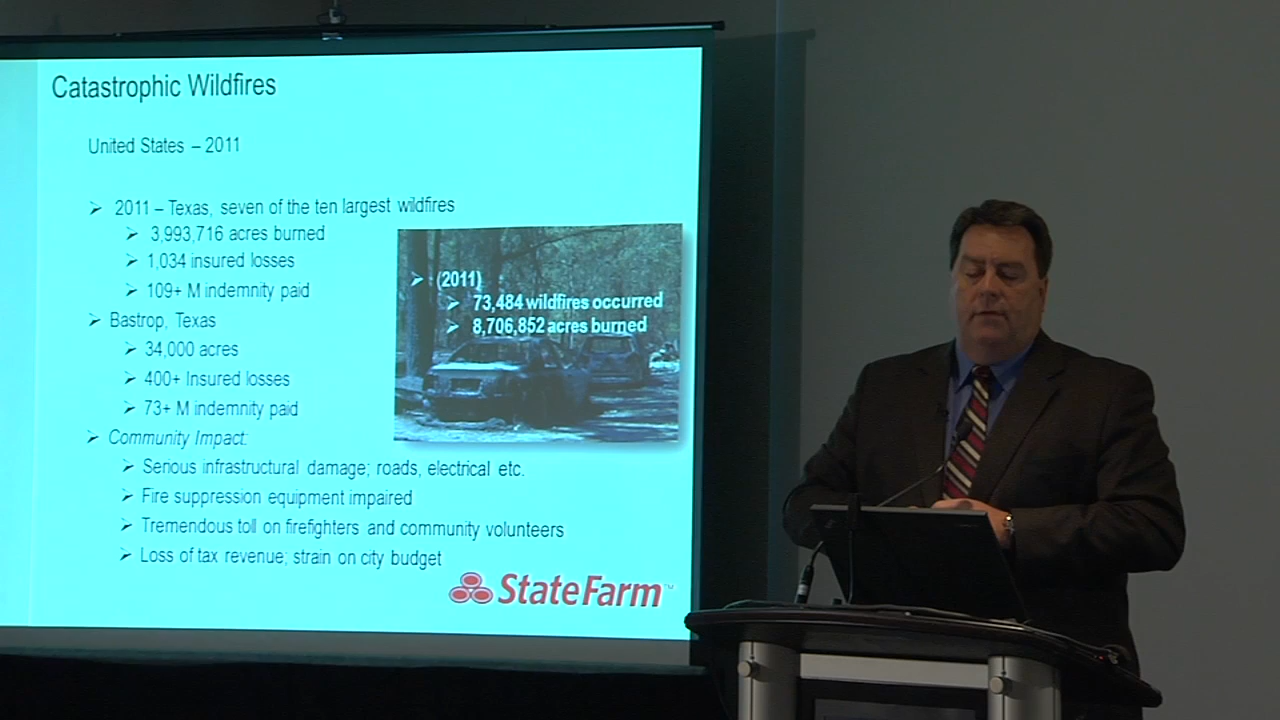 Catastrophic Wildfires
United States – 2011
➢ 2011 – Texas, seven of the ten largest wildfires
➢ 3,993,716 acres burned
➢ 1,034 insured losses
➢ 109+ M indemnity paid
➢ (2011)
➢ 73,484 wildfires occurred
➢ 8,706,852 acres burned
➢ Bastrop, Texas
➢ 34,000 acres
➢ 400+ Insured losses
➢ 73+ M indemnity paid
➢ Community Impact:
➢ Serious infrastructural damage; roads, electrical etc.
➢ Fire suppression equipment impaired
➢ Tremendous toll on firefighters and community volunteers
➢ Loss of tax revenue; strain on city budget
StateFarm™